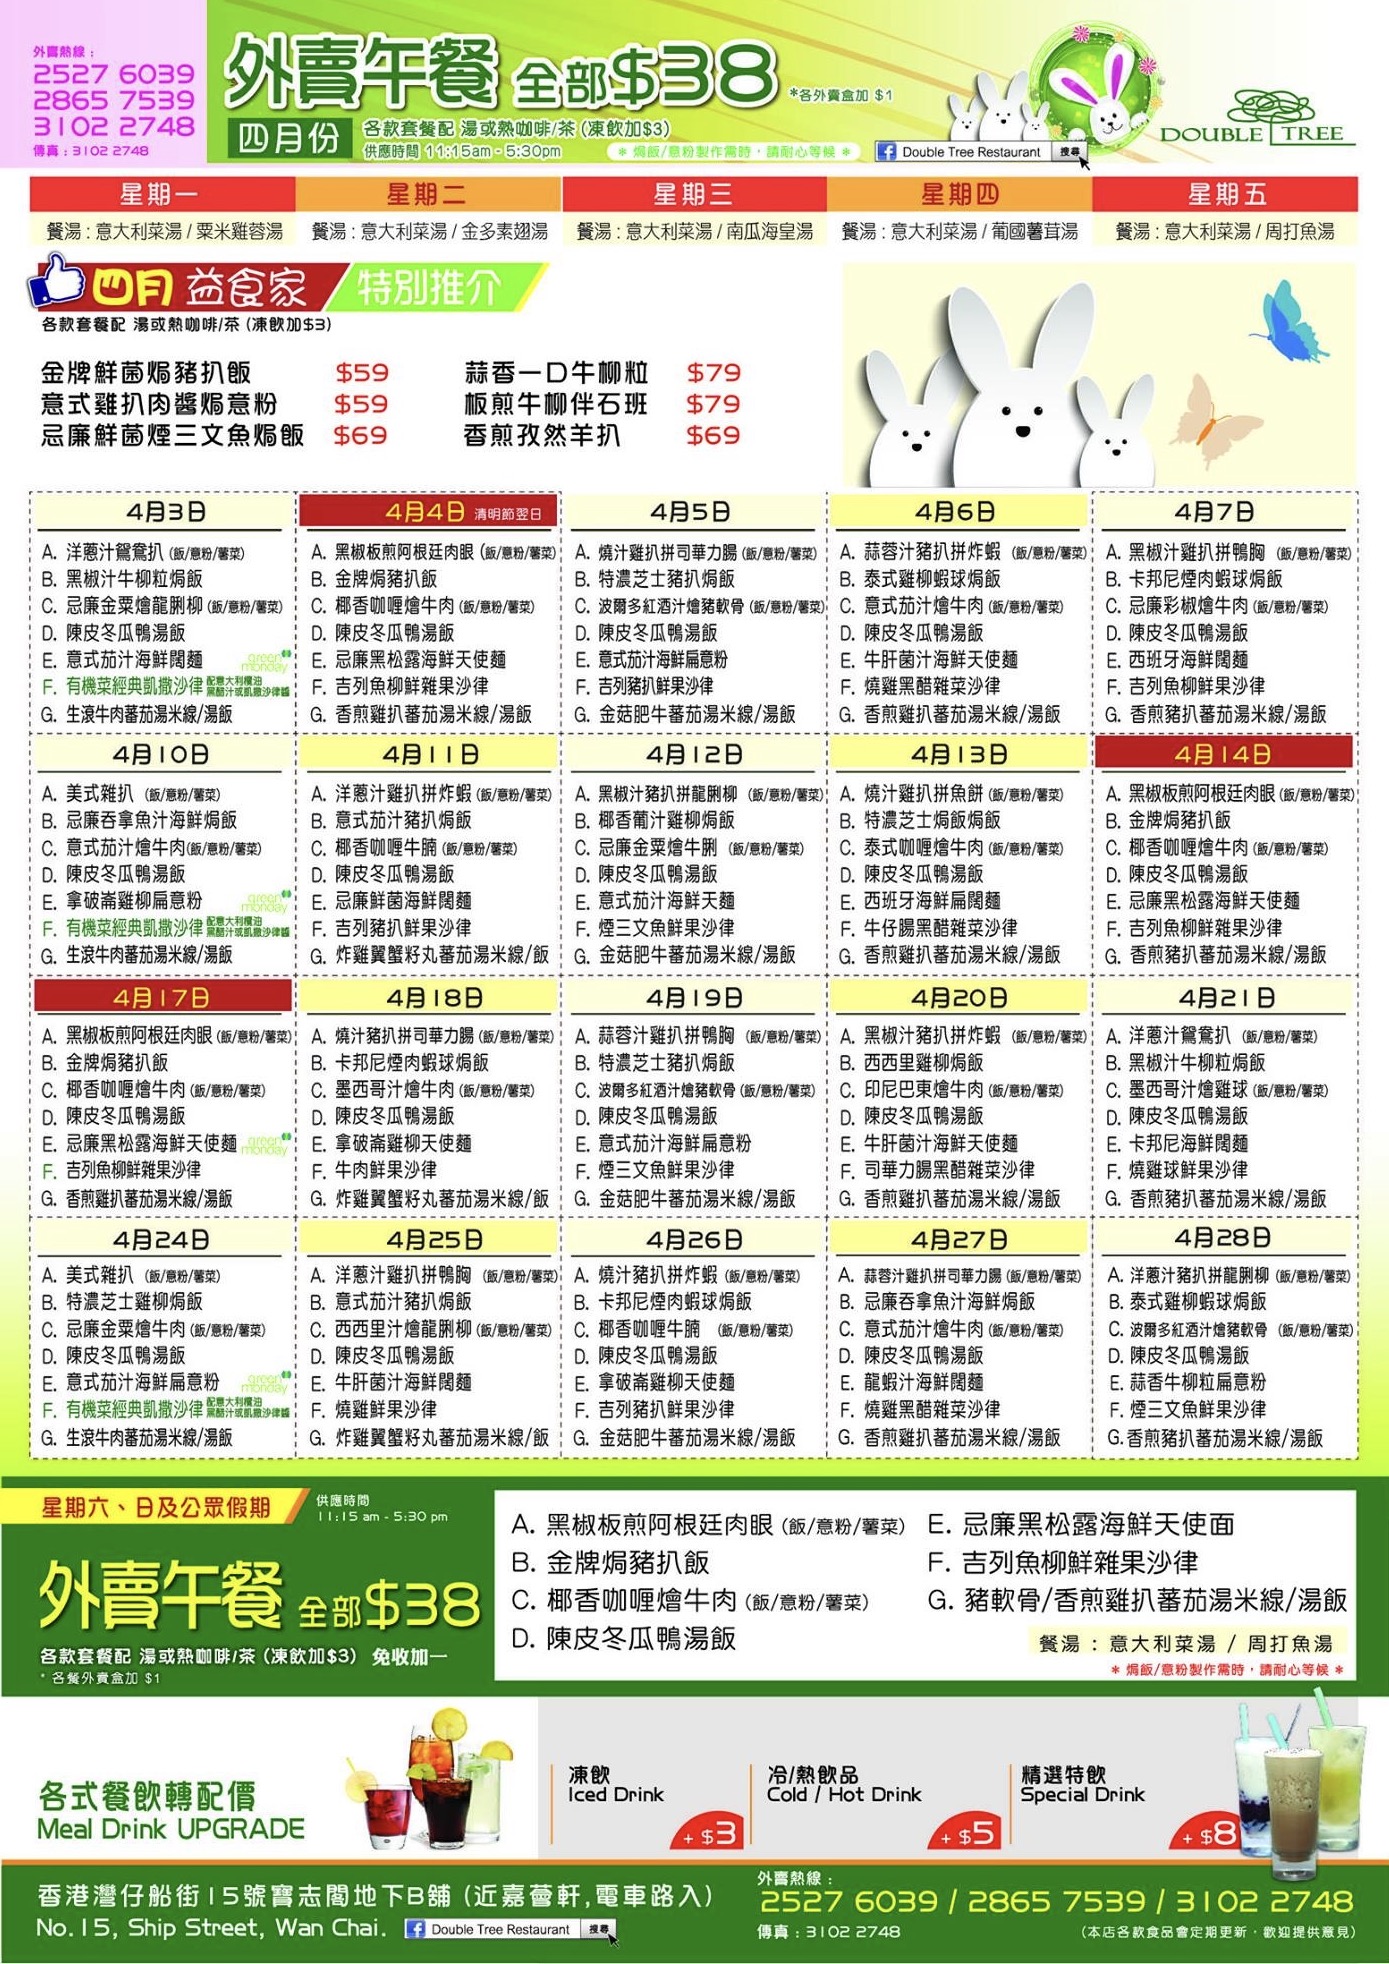 外賣熱線：
2527 6039
2865 7539
3102 2748
傳真：3102 2748
外賣午餐 全部$38 *各外賣盒加 $1
四月份
各款套餐配 湯或熱咖啡/茶 (凍飲加$3)
供應時間 11:15am - 5:30pm
* 焗飯/意粉製作需時，請耐心等候 *
Double Tree Restaurant 搜尋
DOUBLE TREE
星期一 星期二 星期三 星期四 星期五
餐湯：意大利菜湯 / 粟米雞蓉湯
餐湯：意大利菜湯 / 金多素翅湯
餐湯：意大利菜湯 / 南瓜海皇湯
餐湯：意大利菜湯 / 葡國薯茸湯
餐湯：意大利菜湯 / 周打魚湯
四月 益食家 特別推介
各款套餐配 湯或熱咖啡/茶 (凍飲加$3)
金牌鮮菌焗豬扒飯 $59
意式雞扒肉醬焗意粉 $59
忌廉鮮菌煙三文魚焗飯 $69
蒜香一口牛柳粒 $79
板煎牛柳伴石班 $79
香煎孜然羊扒 $69
4月3日
A. 洋蔥汁鴛鴦扒 (飯/意粉/薯菜)
B. 黑椒汁牛柳粒焗飯
C. 忌廉金粟燴龍脷柳 (飯/意粉/薯菜)
D. 陳皮冬瓜鴨湯飯
E. 意式茄汁海鮮闊麵
green monday
F. 有機菜經典凱撒沙律 配意大利欖油 黑醋汁或凱撒沙律醬
G. 生滾牛肉蕃茄湯米線/湯飯
4月4日 清明節翌日
A. 黑椒板煎阿根廷肉眼 (飯/意粉/薯菜)
B. 金牌焗豬扒飯
C. 椰香咖喱燴牛肉 (飯/意粉/薯菜)
D. 陳皮冬瓜鴨湯飯
E. 忌廉黑松露海鮮天使麵
F. 吉列魚柳鮮雜果沙律
G. 香煎雞扒蕃茄湯米線/湯飯
4月5日
A. 燒汁雞扒拼司華力腸 (飯/意粉/薯菜)
B. 特濃芝士豬扒焗飯
C. 波爾多紅酒汁燴豬軟骨 (飯/意粉/薯菜)
D. 陳皮冬瓜鴨湯飯
E. 意式茄汁海鮮扁意粉
F. 吉列豬扒鮮果沙律
G. 金菇肥牛蕃茄湯米線/湯飯
4月6日
A. 蒜蓉汁豬扒拼炸蝦 (飯/意粉/薯菜)
B. 泰式雞柳蝦球焗飯
C. 意式茄汁燴牛肉 (飯/意粉/薯菜)
D. 陳皮冬瓜鴨湯飯
E. 牛肝菌汁海鮮天使麵
F. 燒雞黑醋雜菜沙律
G. 香煎雞扒蕃茄湯米線/湯飯
4月7日
A. 黑椒汁雞扒拼鴨胸 (飯/意粉/薯菜)
B. 卡邦尼煙肉蝦球焗飯
C. 忌廉彩椒燴牛肉 (飯/意粉/薯菜)
D. 陳皮冬瓜鴨湯飯
E. 西班牙海鮮闊麵
F. 吉列魚柳鮮果沙律
G. 香煎豬扒蕃茄湯米線/湯飯
4月10日
A. 美式雜扒 (飯/意粉/薯菜)
B. 忌廉吞拿魚汁海鮮焗飯
C. 意式茄汁燴牛肉(飯/意粉/薯菜)
D. 陳皮冬瓜鴨湯飯
E. 拿破崙雞柳扁意粉
green monday
F. 有機菜經典凱撒沙律 配意大利欖油 黑醋汁或凱撒沙律醬
G. 生滾牛肉蕃茄湯米線/湯飯
4月11日
A. 洋蔥汁雞扒拼炸蝦 (飯/意粉/薯菜)
B. 意式茄汁豬扒焗飯
C. 椰香咖喱牛腩 (飯/意粉/薯菜)
D. 陳皮冬瓜鴨湯飯
E. 忌廉鮮菌海鮮闊麵
F. 吉列豬扒鮮果沙律
G. 炸雞翼蟹籽丸蕃茄湯米線/飯
4月12日
A. 黑椒汁豬扒拼龍脷柳 (飯/意粉/薯菜)
B. 椰香葡汁雞柳焗飯
C. 忌廉金粟燴牛脷 (飯/意粉/薯菜)
D. 陳皮冬瓜鴨湯飯
E. 意式茄汁海鮮天麵
F. 煙三文魚鮮果沙律
G. 金菇肥牛蕃茄湯米線/湯飯
4月13日
A. 燒汁雞扒拼魚餅 (飯/意粉/薯菜)
B. 特濃芝士焗飯焗飯
C. 泰式咖喱燴牛肉 (飯/意粉/薯菜)
D. 陳皮冬瓜鴨湯飯
E. 西班牙海鮮扁闊麵
F. 牛仔腸黑醋雜菜沙律
G. 香煎雞扒蕃茄湯米線/湯飯
4月14日
A. 黑椒板煎阿根廷肉眼 (飯/意粉/薯菜)
B. 金牌焗豬扒飯
C. 椰香咖喱燴牛肉 (飯/意粉/薯菜)
D. 陳皮冬瓜鴨湯飯
E. 忌廉黑松露海鮮天使麵
F. 吉列魚柳鮮雜果沙律
G. 香煎豬扒蕃茄湯米線/湯飯
4月17日
A. 黑椒板煎阿根廷肉眼 (飯/意粉/薯菜)
B. 金牌焗豬扒飯
C. 椰香咖喱燴牛肉 (飯/意粉/薯菜)
D. 陳皮冬瓜鴨湯飯
E. 忌廉黑松露海鮮天使麵
green monday
F. 吉列魚柳鮮雜果沙律
G. 香煎雞扒蕃茄湯米線/湯飯
4月18日
A. 燒汁豬扒拼司華力腸 (飯/意粉/薯菜)
B. 卡邦尼煙肉蝦球焗飯
C. 墨西哥汁燴牛肉 (飯/意粉/薯菜)
D. 陳皮冬瓜鴨湯飯
E. 拿破崙雞柳天使麵
F. 牛肉鮮果沙律
G. 炸雞翼蟹籽丸蕃茄湯米線/飯
4月19日
A. 蒜蓉汁雞扒拼鴨胸 (飯/意粉/薯菜)
B. 特濃芝士豬扒焗飯
C. 波爾多紅酒汁燴豬軟骨 (飯/意粉/薯菜)
D. 陳皮冬瓜鴨湯飯
E. 意式茄汁海鮮扁意粉
F. 煙三文魚鮮果沙律
G. 金菇肥牛蕃茄湯米線/湯飯
4月20日
A. 黑椒汁豬扒拼炸蝦 (飯/意粉/薯菜)
B. 西西里雞柳焗飯
C. 印尼巴東燴牛肉 (飯/意粉/薯菜)
D. 陳皮冬瓜鴨湯飯
E. 牛肝菌汁海鮮天使麵
F. 司華力腸黑醋雜菜沙律
G. 香煎雞扒蕃茄湯米線/湯飯
4月21日
A. 洋蔥汁鴛鴦扒 (飯/意粉/薯菜)
B. 黑椒汁牛柳粒焗飯
C. 墨西哥汁燴雞球 (飯/意粉/薯菜)
D. 陳皮冬瓜鴨湯飯
E. 卡邦尼海鮮闊麵
F. 燒雞球鮮果沙律
G. 香煎豬扒蕃茄湯米線/湯飯
4月24日
A. 美式雜扒 (飯/意粉/薯菜)
B. 特濃芝士雞柳焗飯
C. 忌廉金粟燴牛肉 (飯/意粉/薯菜)
D. 陳皮冬瓜鴨湯飯
E. 意式茄汁海鮮扁意粉
green monday
F. 有機菜經典凱撒沙律 配意大利欖油 黑醋汁或凱撒沙律醬
G. 生滾牛肉蕃茄湯米線/湯飯
4月25日
A. 洋蔥汁雞扒拼鴨胸 (飯/意粉/薯菜)
B. 意式茄汁豬扒焗飯
C. 西西里汁燴龍脷柳 (飯/意粉/薯菜)
D. 陳皮冬瓜鴨湯飯
E. 牛肝菌汁海鮮闊麵
F. 燒雞鮮果沙律
G. 炸雞翼蟹籽丸蕃茄湯米線/飯
4月26日
A. 燒汁豬扒拼炸蝦 (飯/意粉/薯菜)
B. 卡邦尼煙肉蝦球焗飯
C. 椰香咖喱牛腩 (飯/意粉/薯菜)
D. 陳皮冬瓜鴨湯飯
E. 拿破崙雞柳天使麵
F. 吉列豬扒鮮果沙律
G. 金菇肥牛蕃茄湯米線/湯飯
4月27日
A. 蒜蓉汁雞扒拼司華力腸 (飯/意粉/薯菜)
B. 忌廉吞拿魚汁海鮮焗飯
C. 意式茄汁燴牛肉 (飯/意粉/薯菜)
D. 陳皮冬瓜鴨湯飯
E. 龍蝦汁海鮮闊麵
F. 燒雞黑醋雜菜沙律
G. 香煎雞扒蕃茄湯米線/湯飯
4月28日
A. 洋蔥汁豬扒拼龍脷柳 (飯/意粉/薯菜)
B. 泰式雞柳蝦球焗飯
C. 波爾多紅酒汁燴豬軟骨 (飯/意粉/薯菜)
D. 陳皮冬瓜鴨湯飯
E. 蒜香牛柳粒扁意粉
F. 煙三文魚鮮果沙律
G. 香煎豬扒蕃茄湯米線/湯飯
星期六、日及公眾假期
供應時間
11:15 am - 5:30 pm
外賣午餐 全部$38
各款套餐配 湯或熱咖啡/茶 (凍飲加$3) 免收加一
* 各餐外賣盒加 $1
A. 黑椒板煎阿根廷肉眼 (飯/意粉/薯菜)
B. 金牌焗豬扒飯
C. 椰香咖喱燴牛肉 (飯/意粉/薯菜)
D. 陳皮冬瓜鴨湯飯
E. 忌廉黑松露海鮮天使面
F. 吉列魚柳鮮雜果沙律
G. 豬軟骨/香煎雞扒蕃茄湯米線/湯飯
餐湯：意大利菜湯 / 周打魚湯
* 焗飯/意粉製作需時，請耐心等候 *
各式餐飲轉配價
Meal Drink UPGRADE
凍飲
Iced Drink
+ $3
冷/熱飲品
Cold / Hot Drink
+ $5
精選特飲
Special Drink
+ $8
香港灣仔船街15號寶志閣地下B舖 (近嘉薈軒,電車路入)
No.15, Ship Street, Wan Chai.
Double Tree Restaurant 搜尋
外賣熱線：
2527 6039 / 2865 7539 / 3102 2748
傳真：3102 2748
(本店各款食品會定期更新，歡迎提供意見)